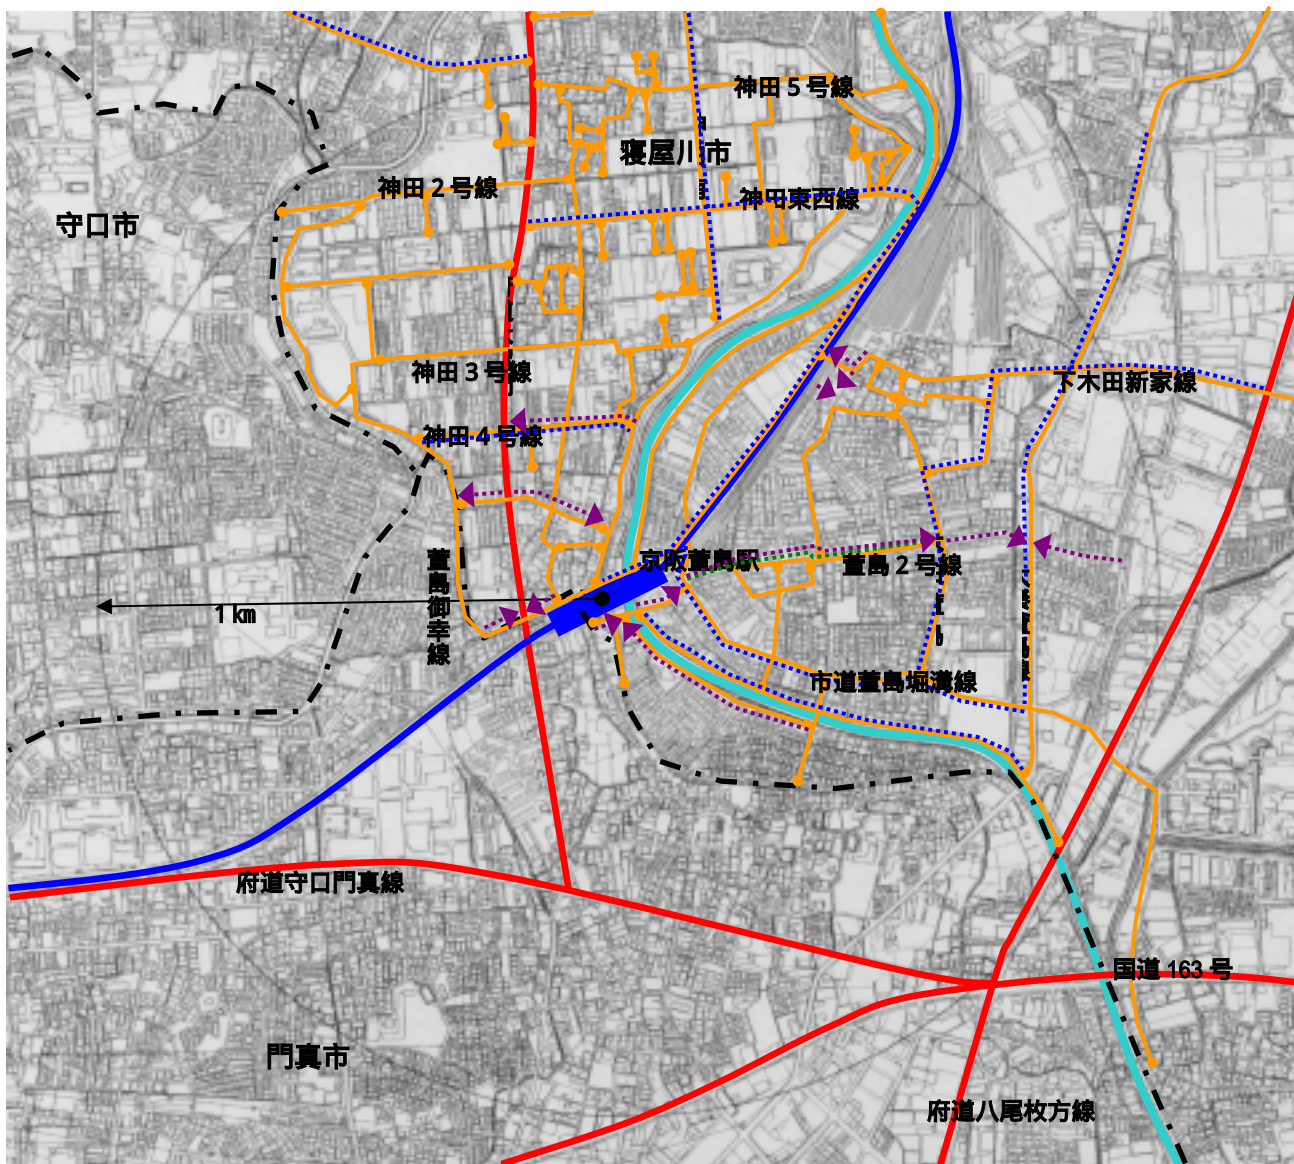 神田５号線
寝屋川市
神田２号線
神田東西線
守口市
神田３号線
下木田新家線
神田４号線
京阪萱島駅
萱島２号線
萱島御幸線
１km
市道萱島堀溝線
府道守口門真線
国道 163 号
門真市
府道八尾枚方線